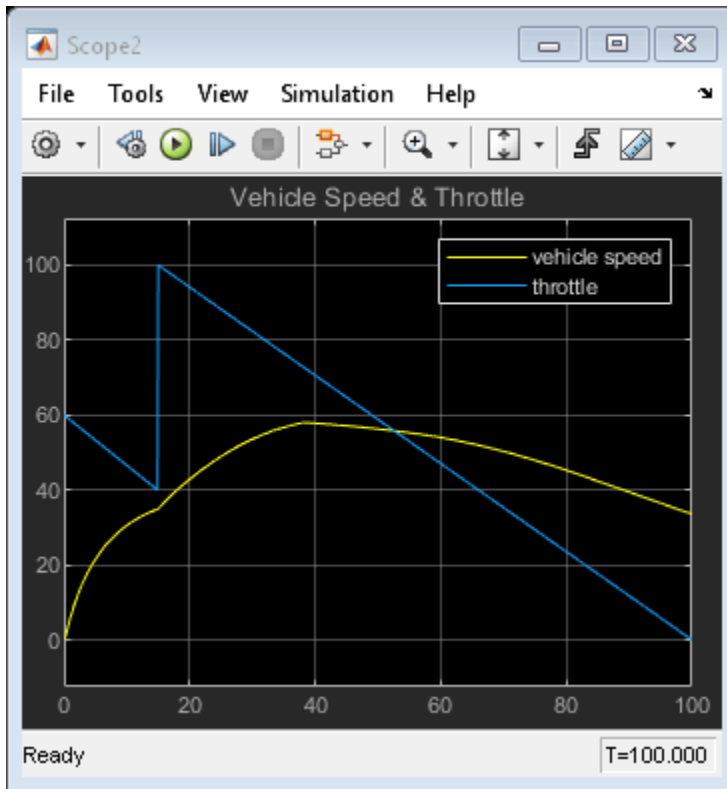 Scope2
File Tools View Simulation Help
Vehicle Speed & Throttle
vehicle speed
throttle
100
80
60
40
20
0
0 20 40 60 80 100
Ready T=100.000